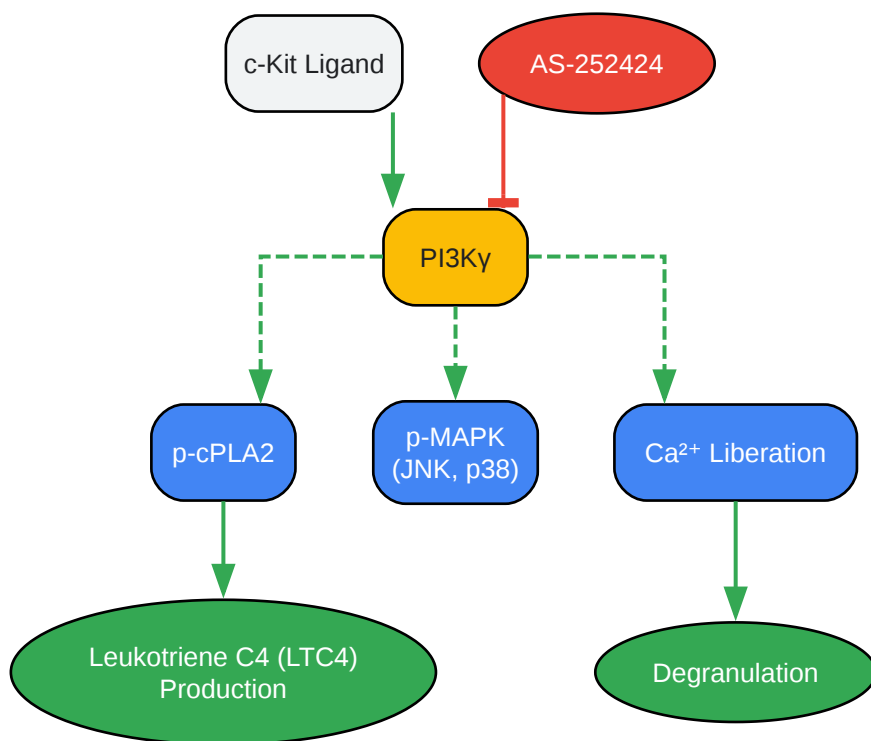 c-Kit Ligand
AS-252424
PI3Kγ
p-cPLA2
p-MAPK
(JNK, p38)
Ca²⁺ Liberation
Leukotriene C4 (LTC4)
Production
Degranulation